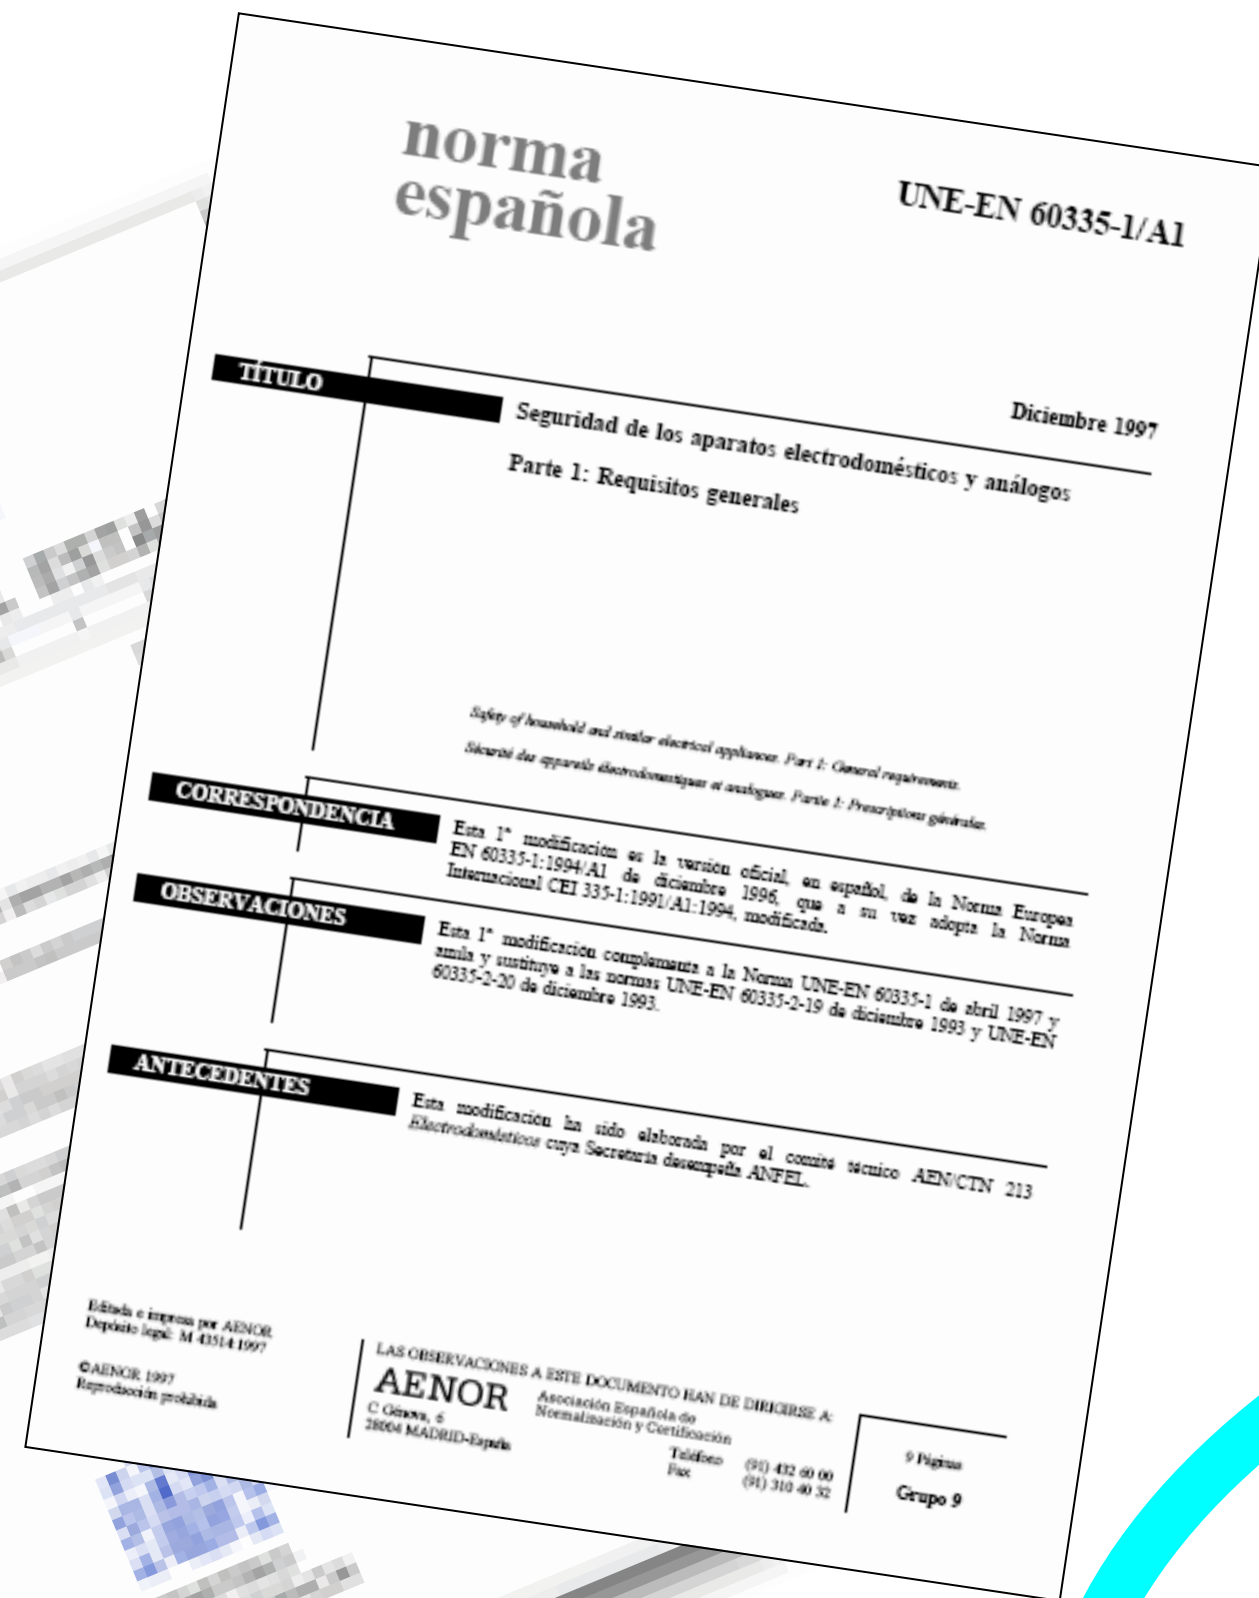 norma
española
UNE-EN 60335-1/A1
Diciembre 1997
TÍTULO
Seguridad de los aparatos electrodomésticos y análogos
Parte 1: Requisitos generales
Safety of household and similar electrical appliances. Part 1: General requirements.
Sécurité des appareils électrodomestiques et analogues. Partie 1: Prescriptions générales.
CORRESPONDENCIA
Esta 1ª modificación es la versión oficial, en español, de la Norma Europea
EN 60335-1:1994/A1 de diciembre 1996, que a su vez adopta la Norma
Internacional CEI 335-1:1991/A1:1994, modificada.
OBSERVACIONES
Esta 1ª modificación complementa a la Norma UNE-EN 60335-1 de abril 1997 y
anula y sustituye a las normas UNE-EN 60335-2-19 de diciembre 1993 y UNE-EN
60335-2-20 de diciembre 1993.
ANTECEDENTES
Esta modificación ha sido elaborada por el comité técnico AEN/CTN 213
Electrodomésticos cuya Secretaría desempeña ANFEL.
Editada e impresa por AENOR
Depósito legal: M 43514:1997
©AENOR 1997
Reproducción prohibida
LAS OBSERVACIONES A ESTE DOCUMENTO HAN DE DIRIGIRSE A:
AENOR
Asociación Española de
Normalización y Certificación
C Génova, 6
28004 MADRID-España
Teléfono (91) 432 60 00
Fax (91) 310 40 32
9 Páginas
Grupo 9